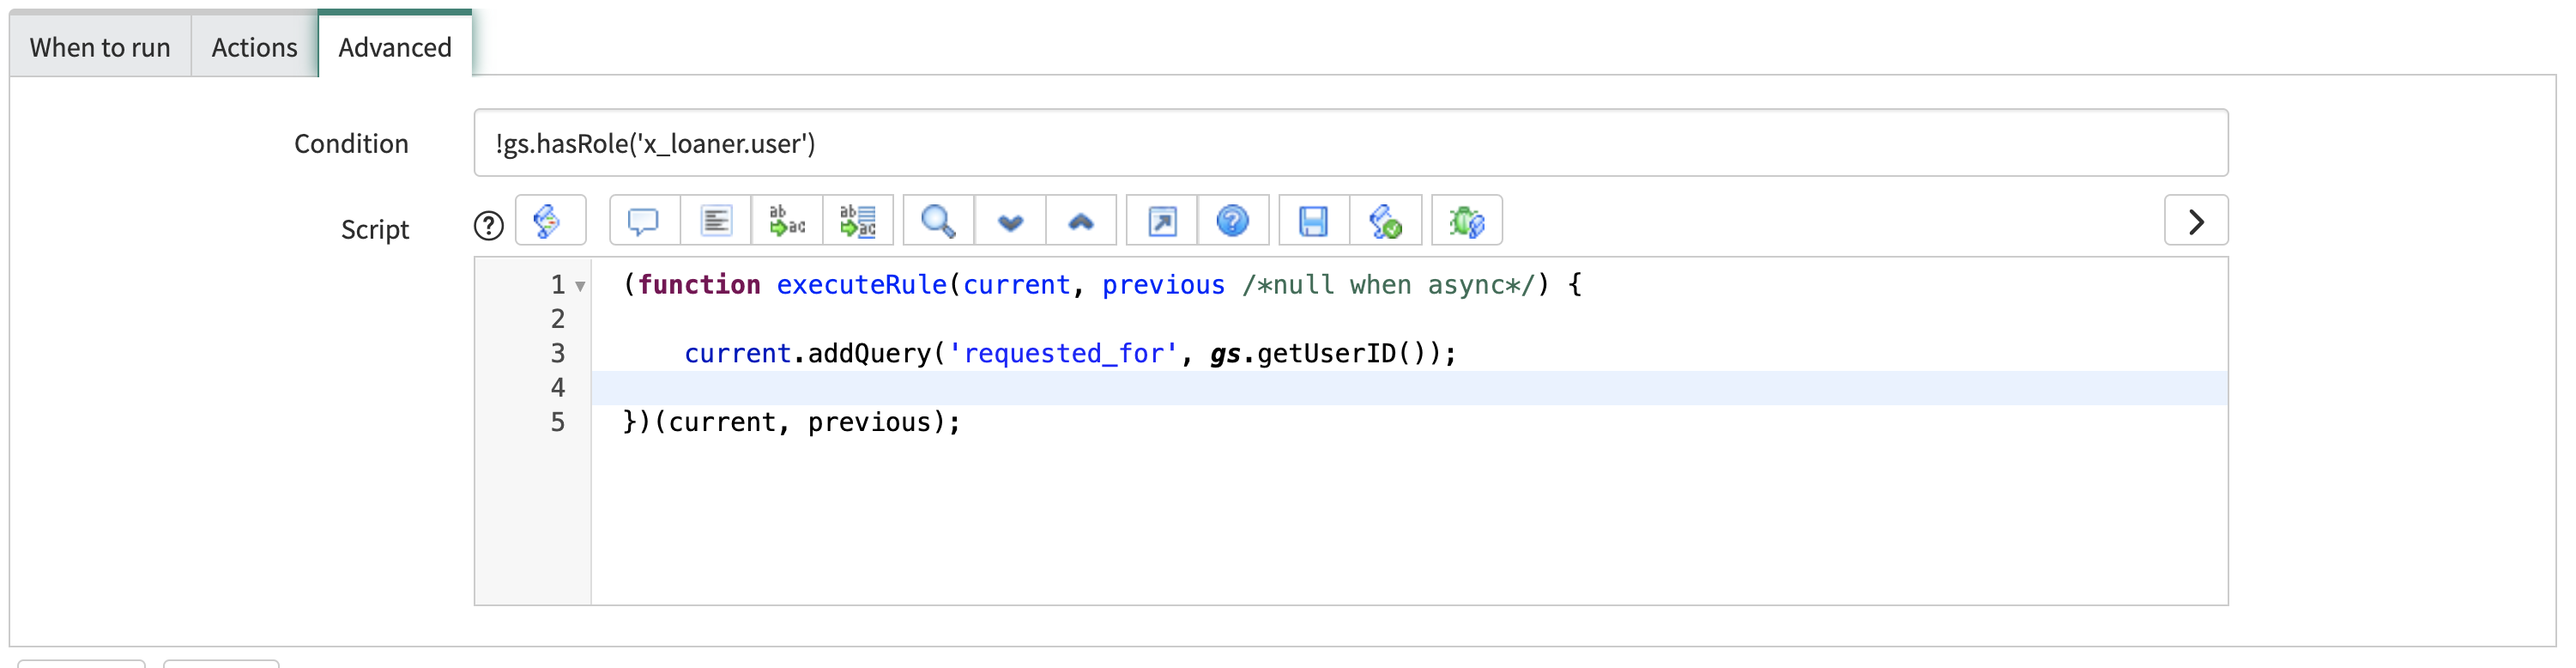 When to run Actions Advanced
Condition !gs.hasRole('x_loaner.user')
Script
1 (function executeRule(current, previous /*null when async*/) {
2
3 current.addQuery('requested_for', gs.getUserID());
4
5 })(current, previous);